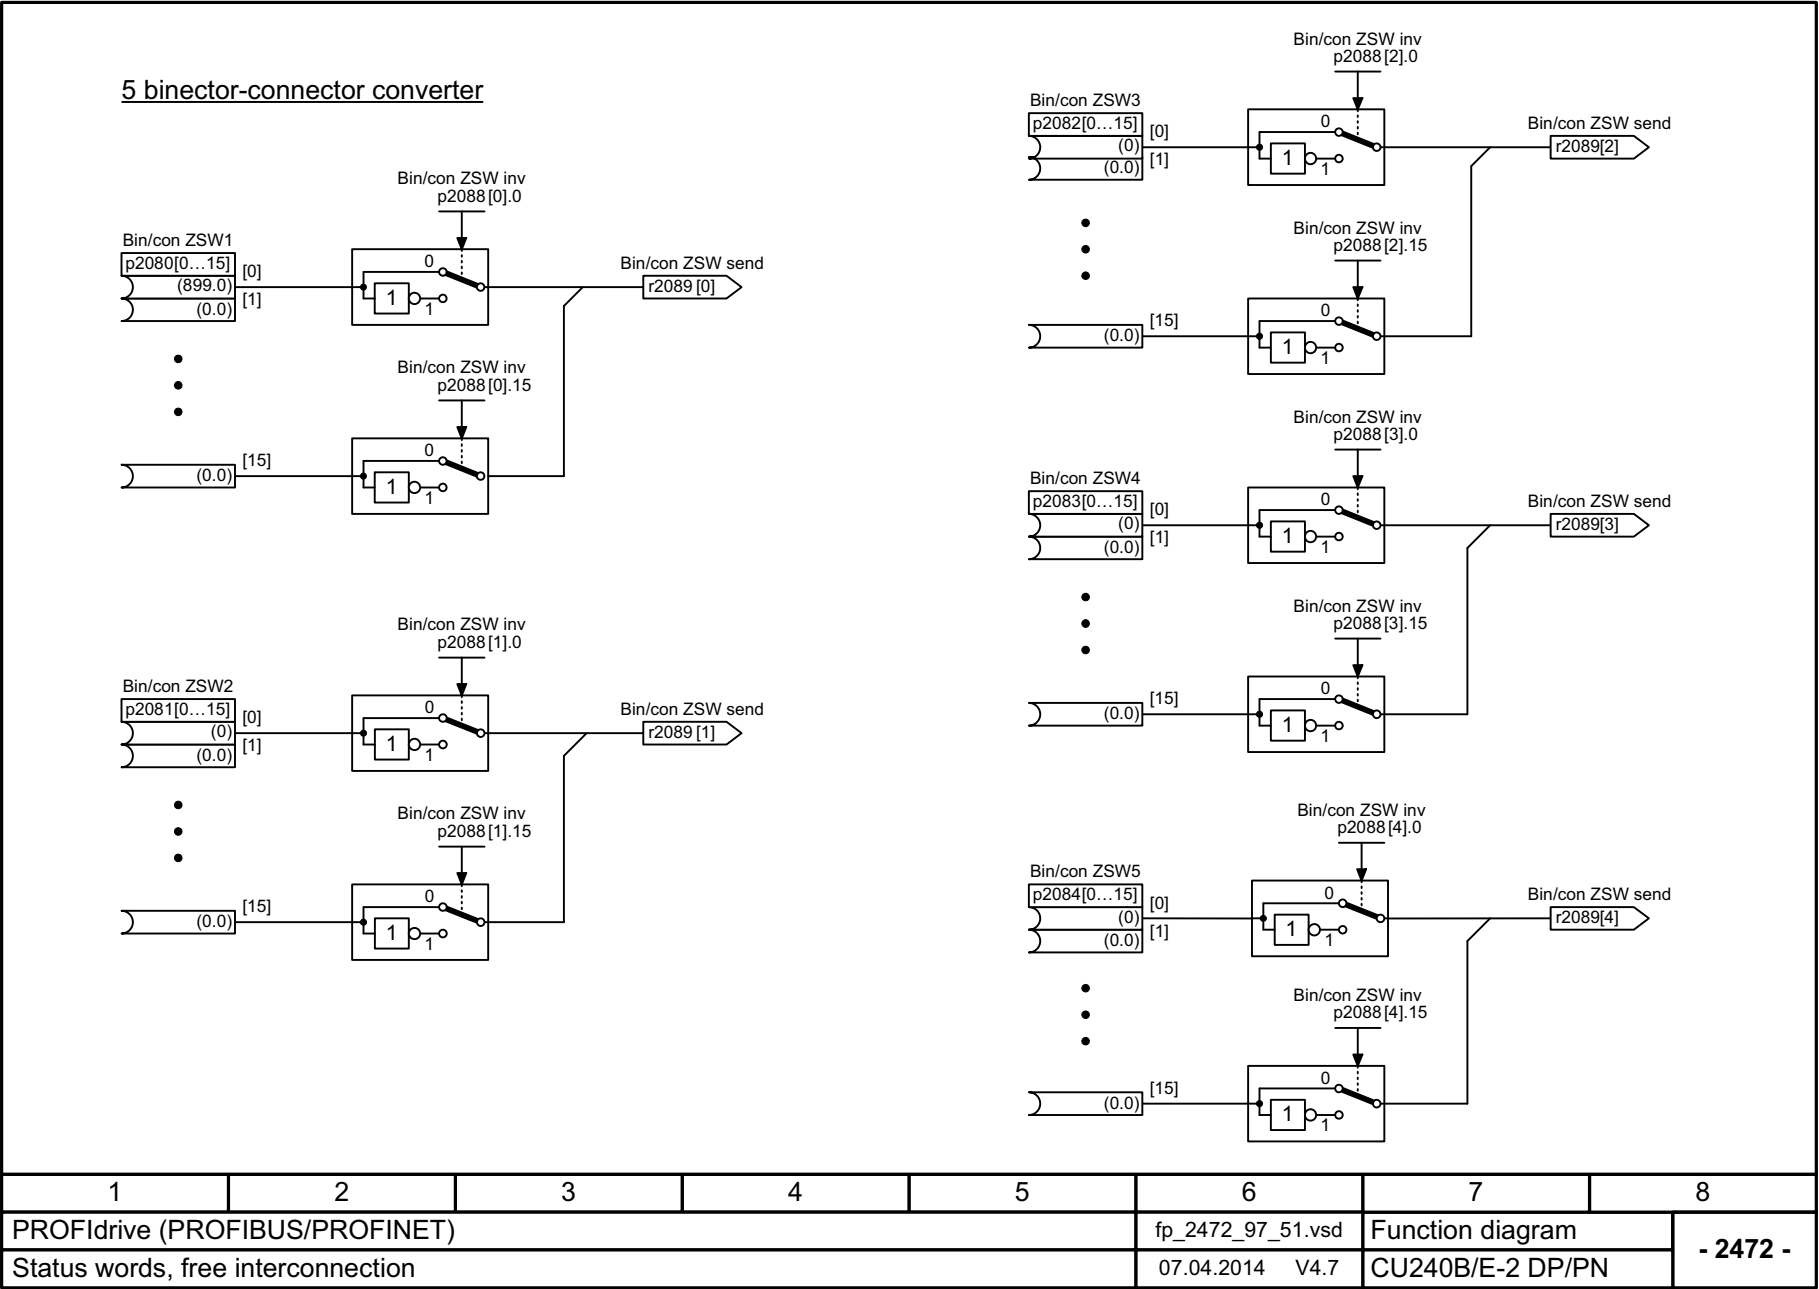 5 binector-connector converter
Bin/con ZSW inv
p2088[0].0
Bin/con ZSW1
p2080[0...15]
[0]
(899.0)
[1]
(0.0)
0
1
1
Bin/con ZSW send
r2089[0]
Bin/con ZSW inv
p2088[0].15
[15]
(0.0)
0
1
1
Bin/con ZSW inv
p2088[1].0
Bin/con ZSW2
p2081[0...15]
[0]
(0)
[1]
(0.0)
0
1
1
Bin/con ZSW send
r2089[1]
Bin/con ZSW inv
p2088[1].15
[15]
(0.0)
0
1
1
Bin/con ZSW inv
p2088[2].0
Bin/con ZSW3
p2082[0...15]
[0]
(0)
[1]
(0.0)
0
1
1
Bin/con ZSW send
r2089[2]
Bin/con ZSW inv
p2088[2].15
[15]
(0.0)
0
1
1
Bin/con ZSW inv
p2088[3].0
Bin/con ZSW4
p2083[0...15]
[0]
(0)
[1]
(0.0)
0
1
1
Bin/con ZSW send
r2089[3]
Bin/con ZSW inv
p2088[3].15
[15]
(0.0)
0
1
1
Bin/con ZSW inv
p2088[4].0
Bin/con ZSW5
p2084[0...15]
[0]
(0)
[1]
(0.0)
0
1
1
Bin/con ZSW send
r2089[4]
Bin/con ZSW inv
p2088[4].15
[15]
(0.0)
0
1
1
1 2 3 4 5 6 7 8
PROFIdrive (PROFIBUS/PROFINET) fp_2472_97_51.vsd Function diagram
- 2472 -
Status words, free interconnection 07.04.2014 V4.7 CU240B/E-2 DP/PN